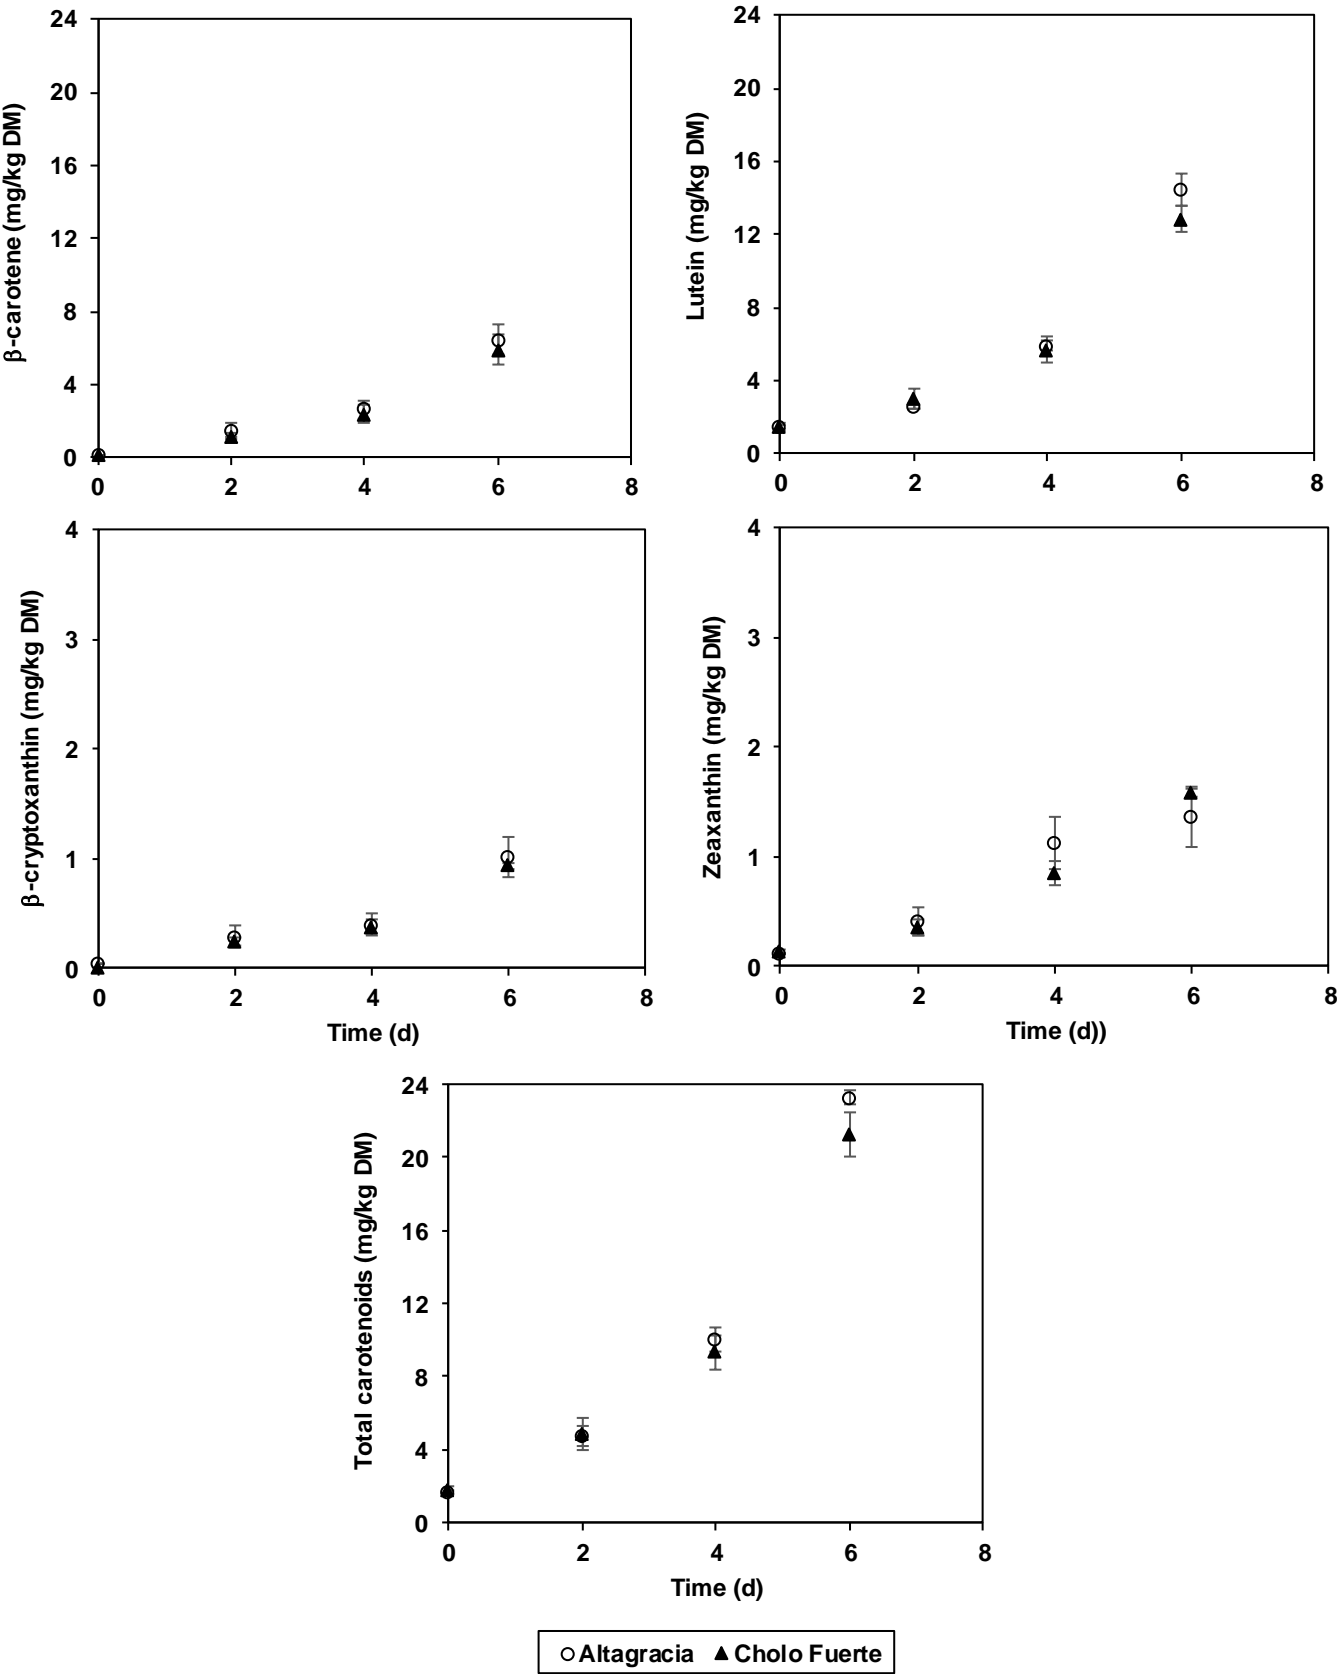 β-carotene (mg/kg DM)
24
20
16
12
8
4
0
0 2 4 6 8
Lutein (mg/kg DM)
24
20
16
12
8
4
0
0 2 4 6 8
β-cryptoxanthin (mg/kg DM)
4
3
2
1
0
0 2 4 6 8
Time (d)
Zeaxanthin (mg/kg DM)
4
3
2
1
0
0 2 4 6 8
Time (d))
Total carotenoids (mg/kg DM)
24
20
16
12
8
4
0
0 2 4 6 8
Time (d)
Altagracia Cholo Fuerte